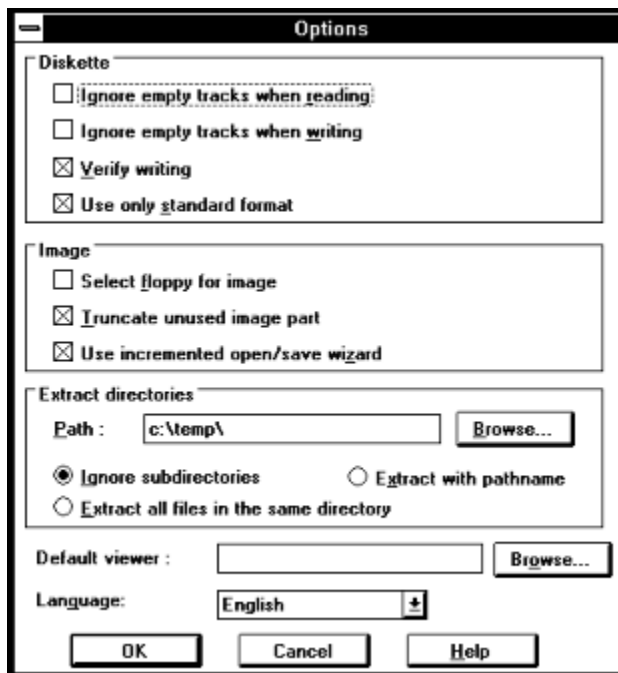 Options
Diskette
Ignore empty tracks when reading
Ignore empty tracks when writing
Verify writing
Use only standard format
Image
Select floppy for image
Truncate unused image part
Use incremented open/save wizard
Extract directories
Path : c:\temp\ Browse...
Ignore subdirectories Extract with pathname
Extract all files in the same directory
Default viewer : Browse...
Language: English
OK Cancel Help